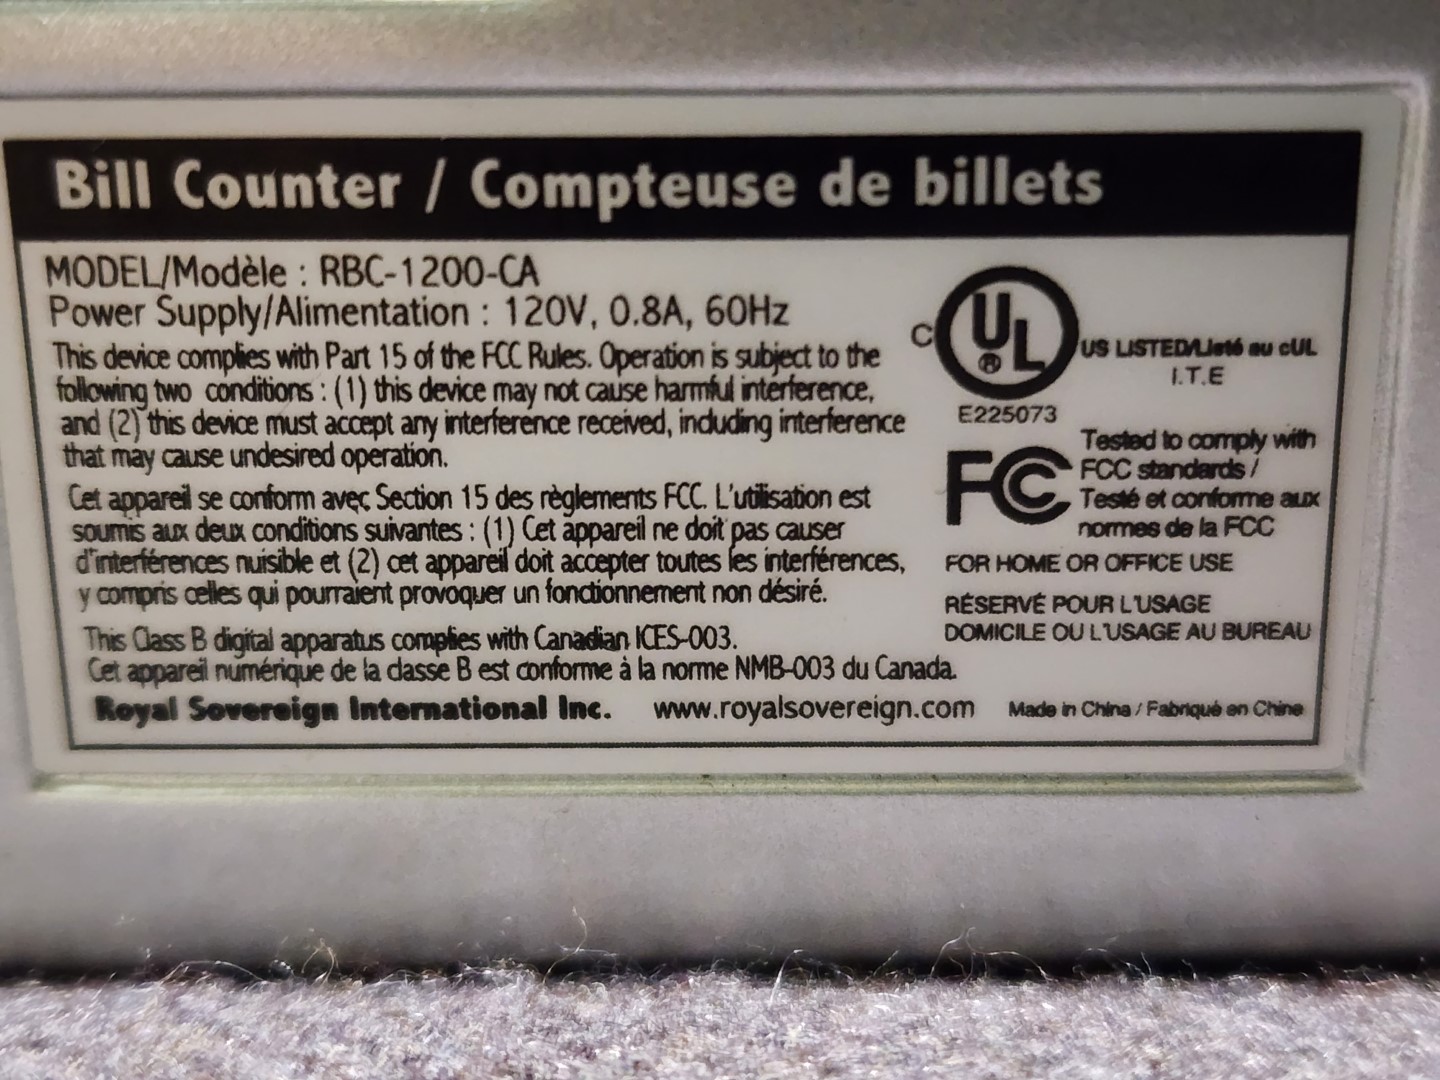 Bill Counter / Compteuse de billets
MODEL/Modèle : RBC-1200-CA
Power Supply/Alimentation : 120V, 0.8A, 60Hz
This device complies with Part 15 of the FCC Rules. Operation is subject to the
following two conditions : (1) this device may not cause harmful interference,
and (2) this device must accept any interference received, including interference
that may cause undesired operation.
Cet appareil se conform avec Section 15 des règlements FCC. L'utilisation est
soumis aux deux conditions suivantes : (1) Cet appareil ne doit pas causer
d'interférences nuisible et (2) cet appareil doit accepter toutes les interférences,
y compris celles qui pourraient provoquer un fonctionnement non désiré.
This Class B digital apparatus complies with Canadian ICES-003.
Cet appareil numérique de la classe B est conforme à la norme NMB-003 du Canada.
Royal Sovereign International Inc. www.royalsovereign.com
C UL ® US LISTED/Listé au cUL
I.T.E
E225073
FC Tested to comply with
FCC standards /
Testé et conforme aux
normes de la FCC
FOR HOME OR OFFICE USE
RÉSERVÉ POUR L'USAGE
DOMICILE OU L'USAGE AU BUREAU
Made in China / Fabriqué en Chine